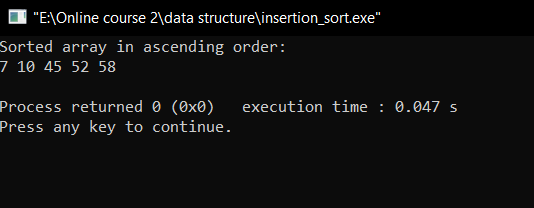 "E:\Online course 2\data structure\insertion_sort.exe"
Sorted array in ascending order:
7 10 45 52 58
Process returned 0 (0x0)   execution time : 0.047 s
Press any key to continue.